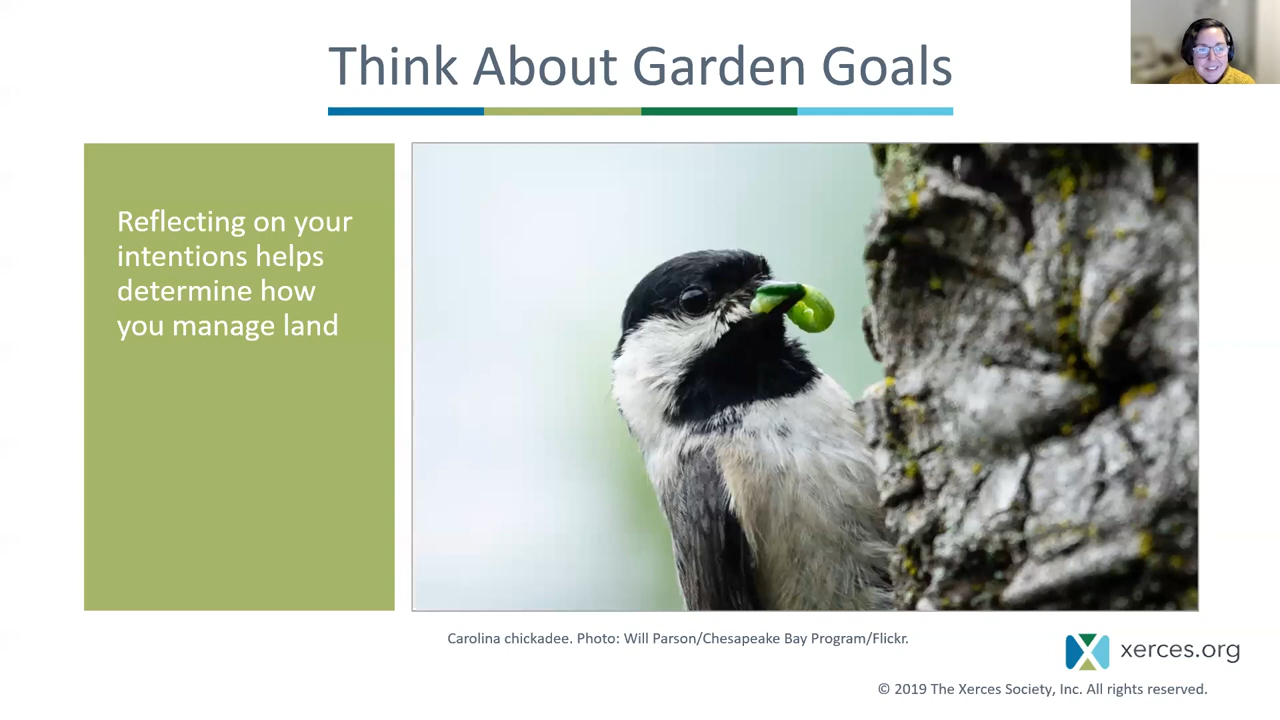 Think About Garden Goals
Reflecting on your
intentions helps
determine how
you manage land
Carolina chickadee. Photo: Will Parson/Chesapeake Bay Program/Flickr.
xerces.org
© 2019 The Xerces Society, Inc. All rights reserved.